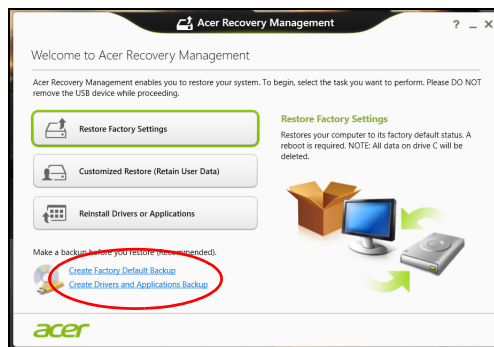 Acer Recovery Management
? _ X
Welcome to Acer Recovery Management
Acer Recovery Management enables you to restore your system. To begin, select the task you want to perform. Please DO NOT
remove the USB device while proceeding.
Restore Factory Settings
Customized Restore (Retain User Data)
Reinstall Drivers or Applications
Restore Factory Settings
Restores your computer to its factory default status. A
reboot is required. NOTE: All data on drive C will be
deleted.
Make a backup before you restore (Recommended).
Create Factory Default Backup
Create Drivers and Applications Backup
acer